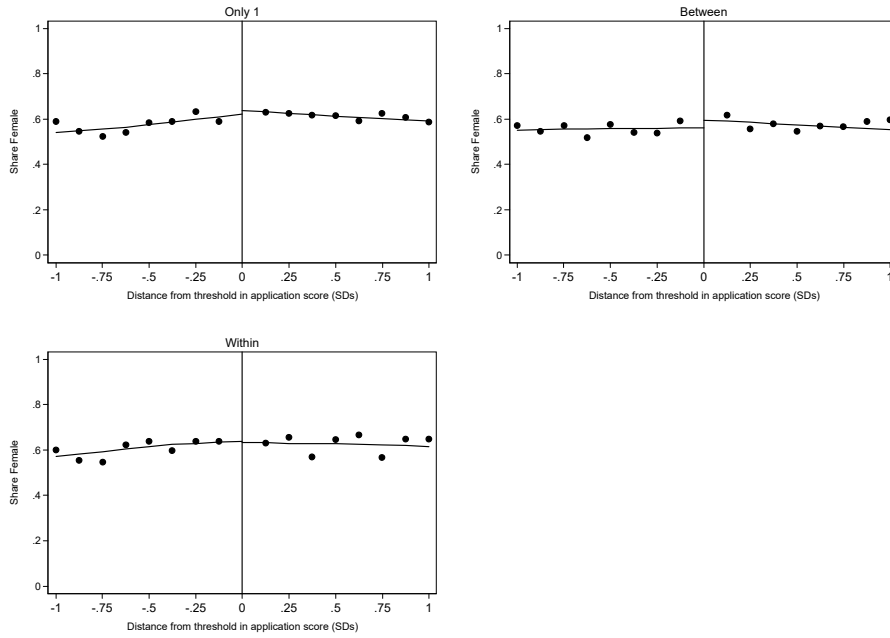 Only 1
1
.8
.6
.4
.2
0
Share Female
-1 -.75 -.5 -.25 0 .25 .5 .75 1
Distance from threshold in application score (SDs)
Between
1
.8
.6
.4
.2
0
Share Female
-1 -.75 -.5 -.25 0 .25 .5 .75 1
Distance from threshold in application score (SDs)
Within
1
.8
.6
.4
.2
0
Share Female
-1 -.75 -.5 -.25 0 .25 .5 .75 1
Distance from threshold in application score (SDs)